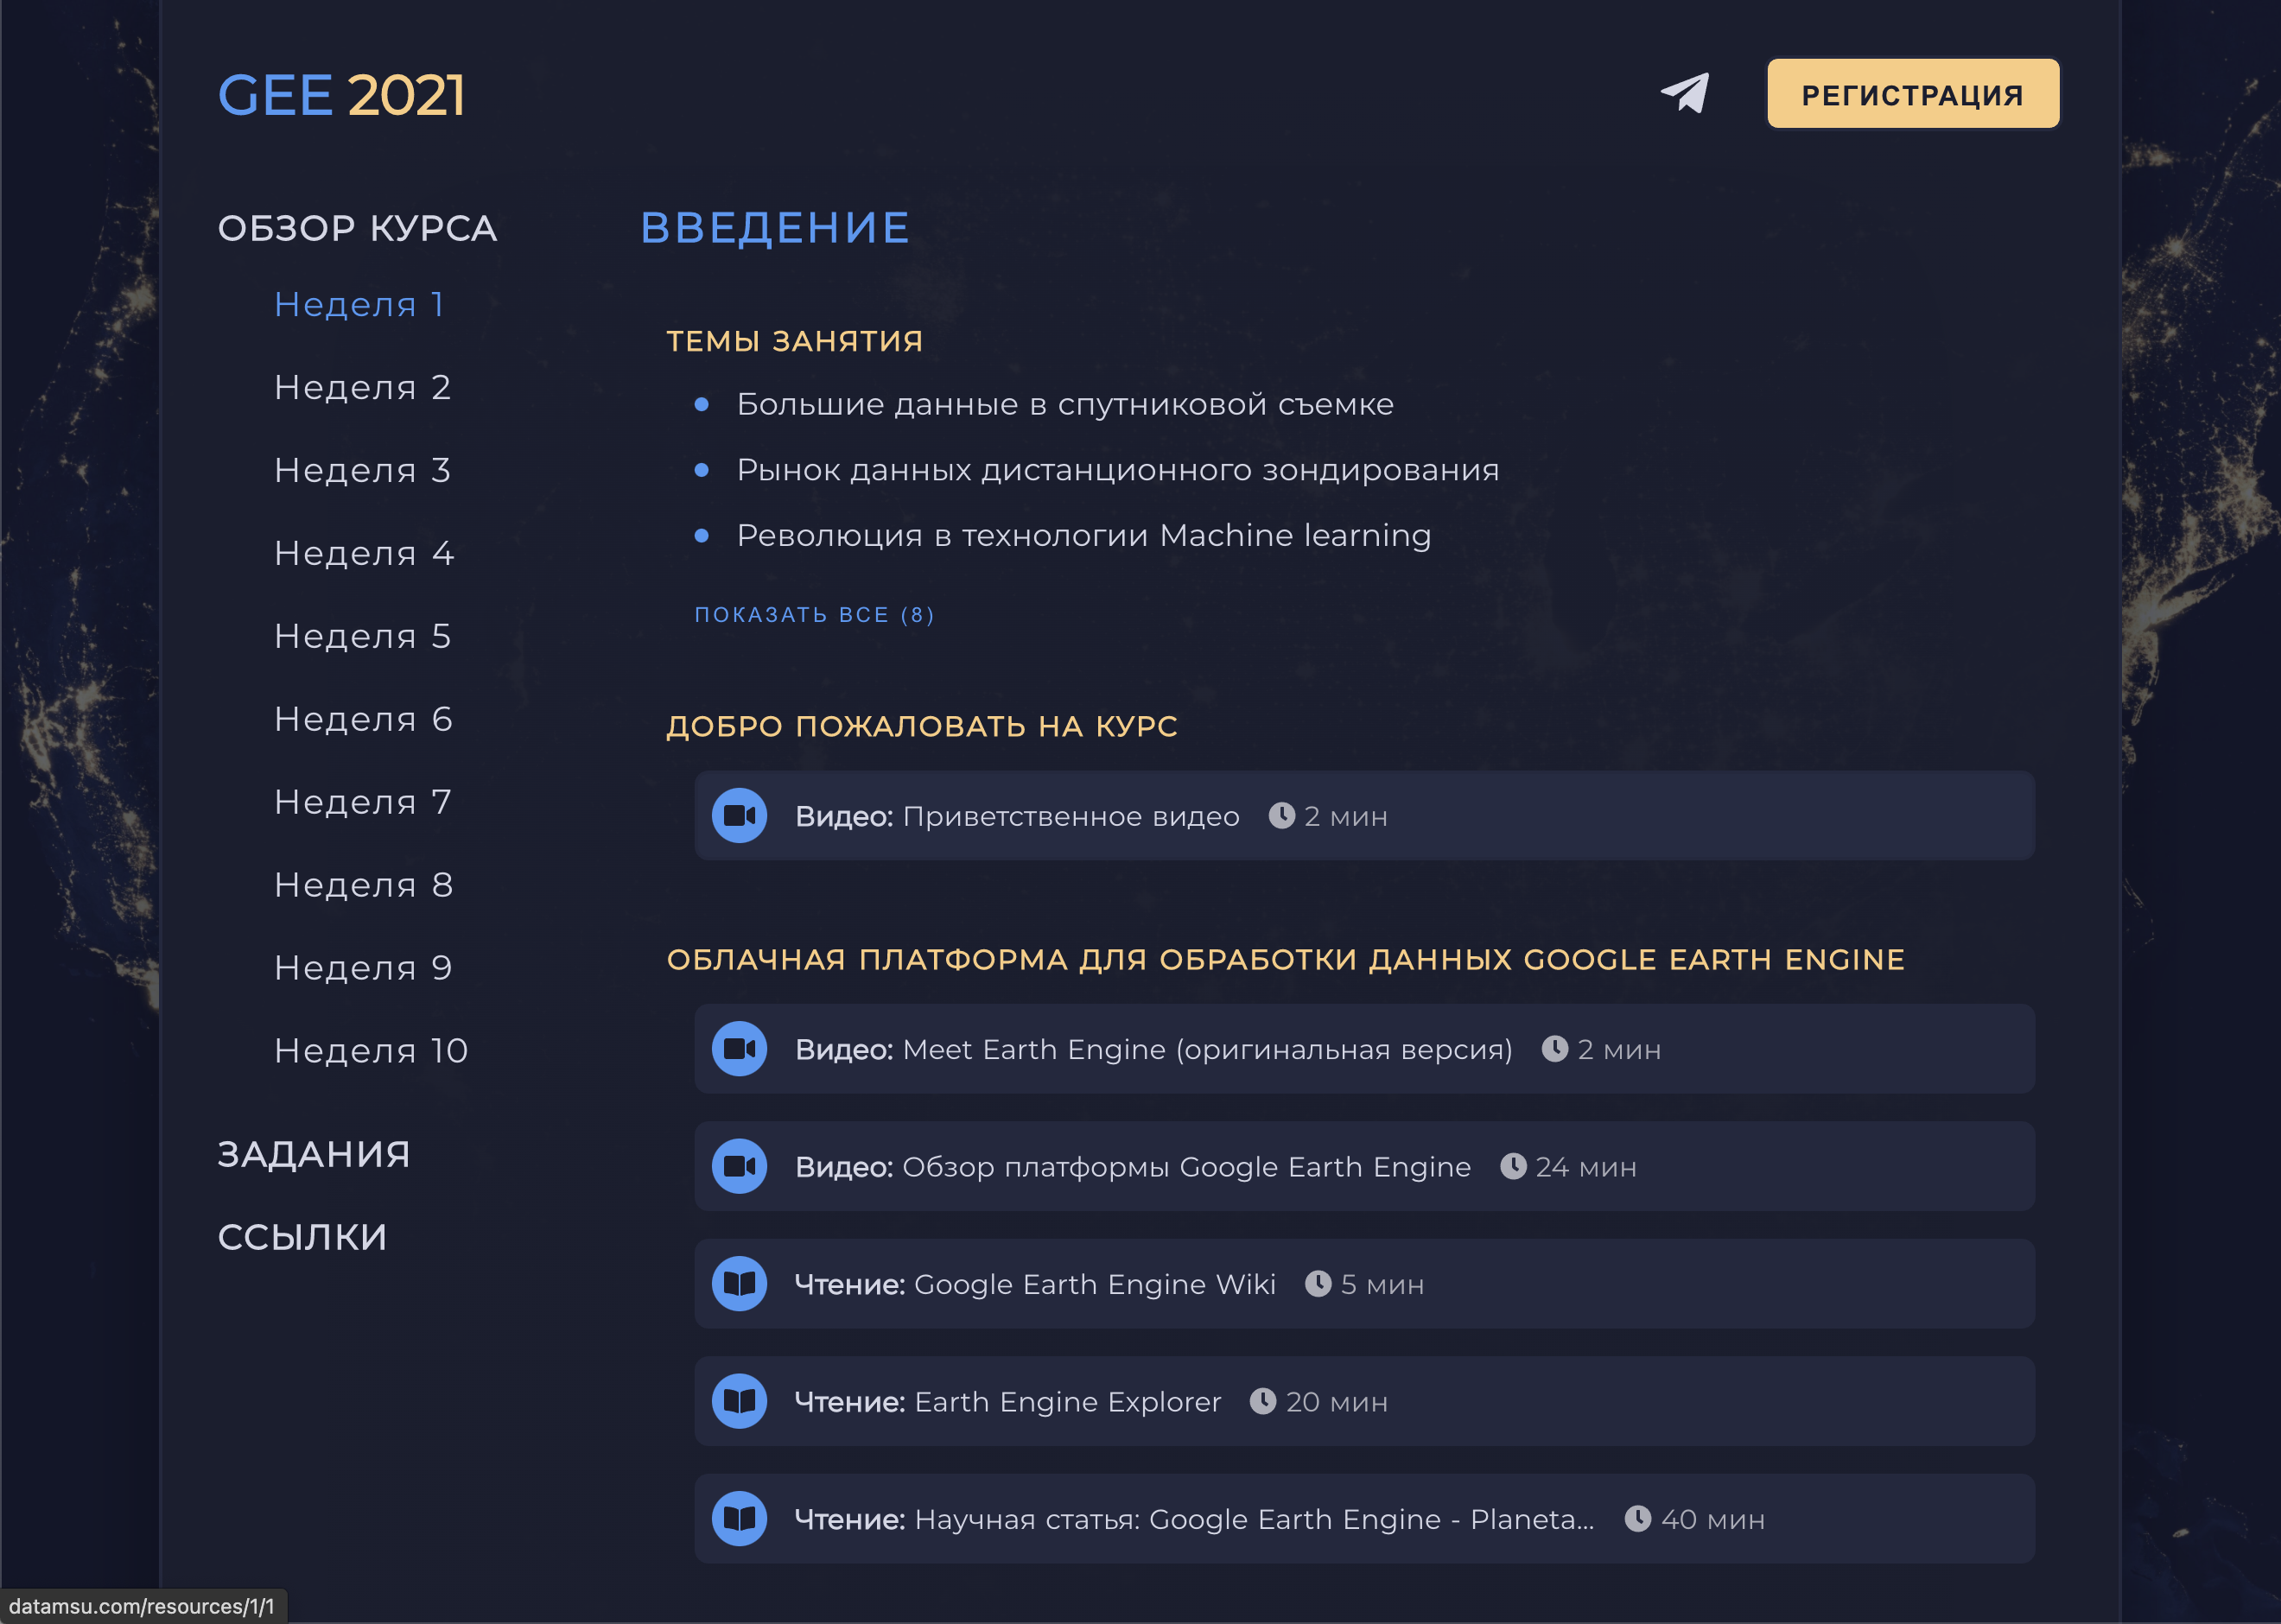 GEE 2021
РЕГИСТРАЦИЯ
ОБЗОР КУРСА
Неделя 1
Неделя 2
Неделя 3
Неделя 4
Неделя 5
Неделя 6
Неделя 7
Неделя 8
Неделя 9
Неделя 10
ЗАДАНИЯ
ССЫЛКИ
ВВЕДЕНИЕ
ТЕМЫ ЗАНЯТИЯ
Большие данные в спутниковой съемке
Рынок данных дистанционного зондирования
Революция в технологии Machine learning
ПОКАЗАТЬ ВСЕ (8)
ДОБРО ПОЖАЛОВАТЬ НА КУРС
Видео: Приветственное видео 2 мин
ОБЛАЧНАЯ ПЛАТФОРМА ДЛЯ ОБРАБОТКИ ДАННЫХ GOOGLE EARTH ENGINE
Видео: Meet Earth Engine (оригинальная версия) 2 мин
Видео: Обзор платформы Google Earth Engine 24 мин
Чтение: Google Earth Engine Wiki 5 мин
Чтение: Earth Engine Explorer 20 мин
Чтение: Научная статья: Google Earth Engine - Planeta... 40 мин
datamsu.com/resources/1/1